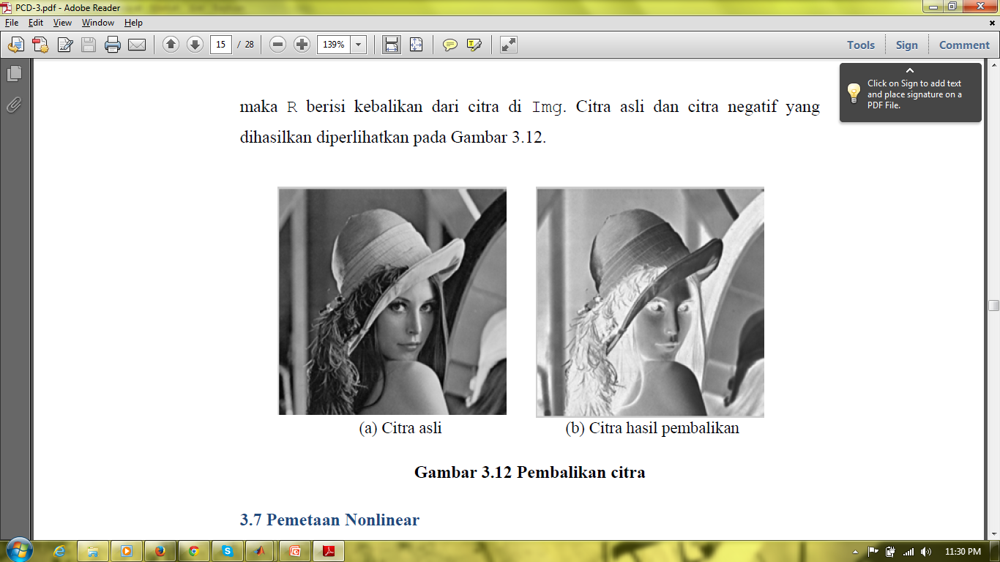 PCD-3.pdf - Adobe Reader
File Edit View Window Help
15 / 28 139% Tools Sign Comment
Click on Sign to add text
and place signature on a
PDF File.
maka R berisi kebalikan dari citra di Img. Citra asli dan citra negatif yang
dihasilkan diperlihatkan pada Gambar 3.12.
(a) Citra asli (b) Citra hasil pembalikan
Gambar 3.12 Pembalikan citra
3.7 Pemetaan Nonlinear
11:30 PM